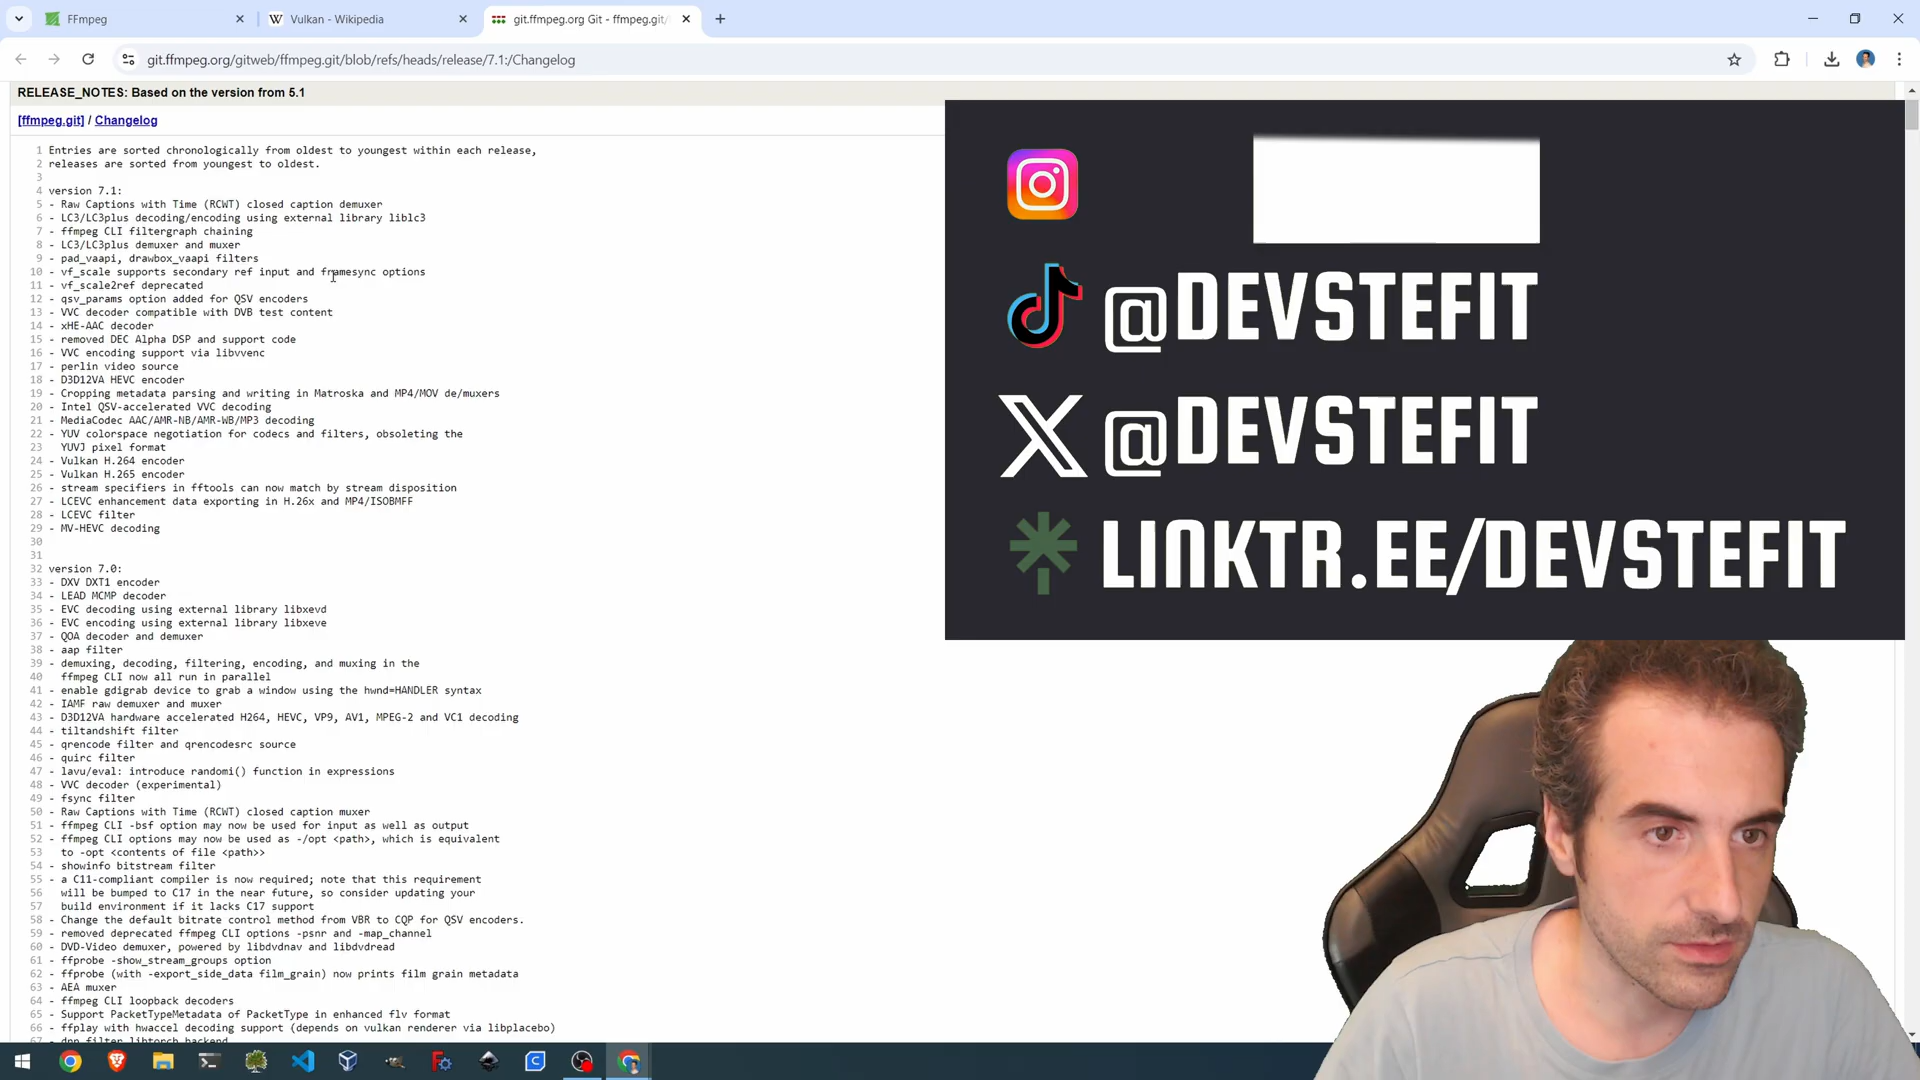 FFmpeg
Vulkan - Wikipedia
git.ffmpeg.org Git - ffmpeg.git/
git.ffmpeg.org/gitweb/ffmpeg.git/blob/refs/heads/release/7.1:/Changelog
RELEASE_NOTES: Based on the version from 5.1
[ffmpeg.git] / Changelog
1 Entries are sorted chronologically from oldest to youngest within each release,
2 releases are sorted from youngest to oldest.
3
4 version 7.1:
5 - Raw Captions with Time (RCWT) closed caption demuxer
6 - LC3/LC3plus decoding/encoding using external library liblc3
7 - ffmpeg CLI filtergraph chaining
8 - LC3/LC3plus demuxer and muxer
9 - pad_vaapi, drawbox_vaapi filters
10 - vf_scale supports secondary ref input and framesync options
11 - vf_scale2ref deprecated
12 - qsv_params option added for QSV encoders
13 - VVC decoder compatible with DVB test content
14 - xHE-AAC decoder
15 - removed DEC Alpha DSP and support code
16 - VVC encoding support via libvvenc
17 - perlin video source
18 - D3D12VA HEVC encoder
19 - Cropping metadata parsing and writing in Matroska and MP4/MOV de/muxers
20 - Intel QSV-accelerated VVC decoding
21 - MediaCodec AAC/AMR-NB/AMR-WB/MP3 decoding
22 - YUV colorspace negotiation for codecs and filters, obsoleting the
23 YUVJ pixel format
24 - Vulkan H.264 encoder
25 - Vulkan H.265 encoder
26 - stream specifiers in fftools can now match by stream disposition
27 - LCEVC enhancement data exporting in H.26x and MP4/ISOBMFF
28 - LCEVC filter
29 - MV-HEVC decoding
30
31
32 version 7.0:
33 - DXV DXT1 encoder
34 - LEAD MCMP decoder
35 - EVC decoding using external library libxevd
36 - EVC encoding using external library libxeve
37 - QOA decoder and demuxer
38 - aap filter
39 - demuxing, decoding, filtering, encoding, and muxing in the
40 ffmpeg CLI now all run in parallel
41 - enable gdigrab device to grab a window using the hwnd=HANDLER syntax
42 - IAMF raw demuxer and muxer
43 - D3D12VA hardware accelerated H264, HEVC, VP9, AV1, MPEG-2 and VC1 decoding
44 - tiltandshift filter
45 - qrencode filter and qrencodesrc source
46 - quirc filter
47 - lavu/eval: introduce randomi() function in expressions
48 - VVC decoder (experimental)
49 - fsync filter
50 - Raw Captions with Time (RCWT) closed caption muxer
51 - ffmpeg CLI -bsf option may now be used for input as well as output
52 - ffmpeg CLI options may now be used as -/opt <path>, which is equivalent
53 to -opt <contents of file <path>>
54 - showinfo bitstream filter
55 - a C11-compliant compiler is now required; note that this requirement
56 will be bumped to C17 in the near future, so consider updating your
57 build environment if it lacks C17 support
58 - Change the default bitrate control method from VBR to CQP for QSV encoders.
59 - removed deprecated ffmpeg CLI options -psnr and -map_channel
60 - DVD-Video demuxer, powered by libdvdnav and libdvdread
61 - ffprobe -show_stream_groups option
62 - ffprobe (with -export_side_data film_grain) now prints film grain metadata
63 - AEA muxer
64 - ffmpeg CLI loopback decoders
65 - Support PacketTypeMetadata of PacketType in enhanced flv format
66 - ffplay with hwaccel decoding support (depends on vulkan renderer via libplacebo)
67 - dnn filter libtorch backend
@DEVSTEFIT
@DEVSTEFIT
LINKTR.EE/DEVSTEFIT